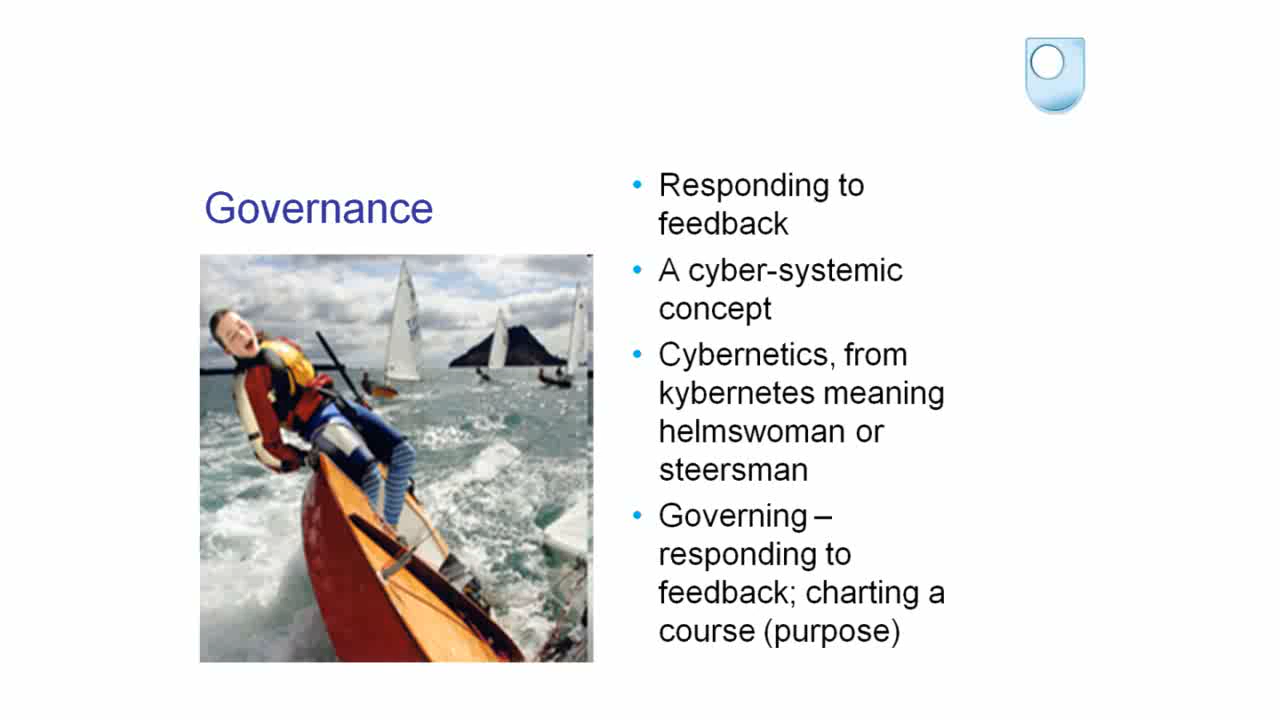 Governance
Responding to
feedback
A cyber-systemic
concept
Cybernetics, from
kybernetes meaning
helmswoman or
steersman
Governing –
responding to
feedback; charting a
course (purpose)